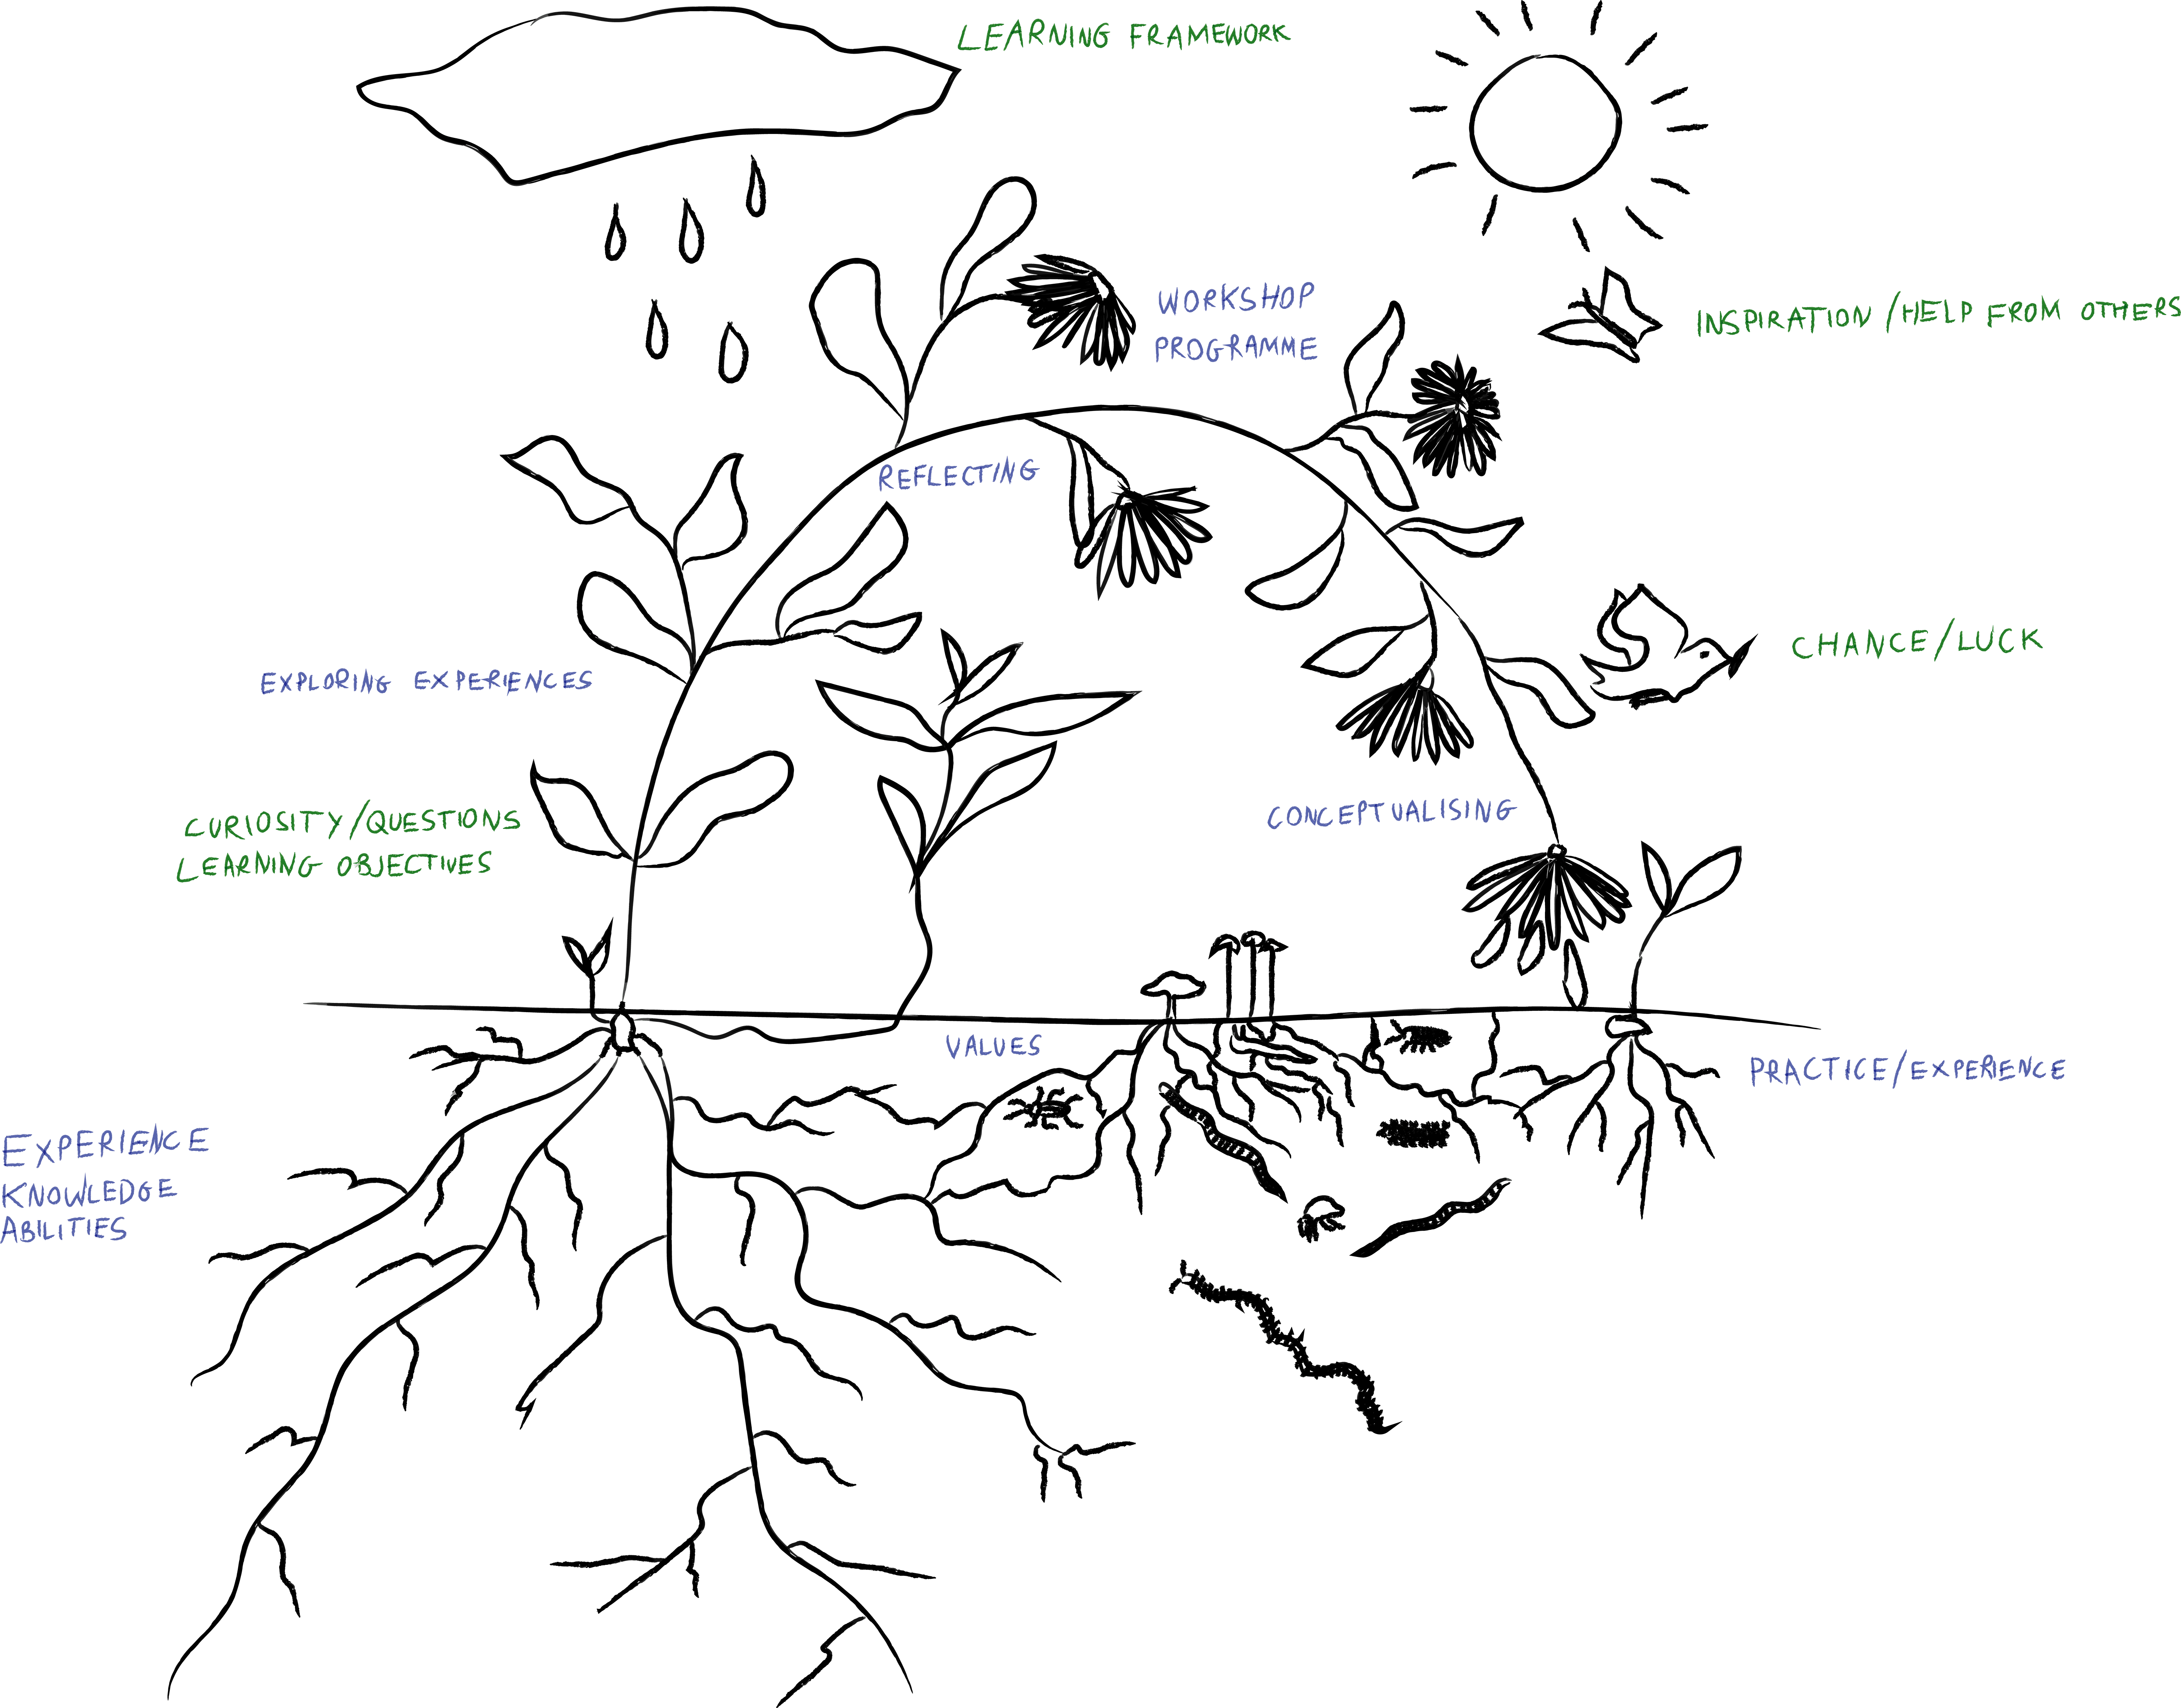 LEARNING FRAMEWORK
WORKSHOP
PROGRAMME
INSPIRATION/HELP FROM OTHERS
REFLECTING
CHANCE/LUCK
EXPLORING EXPERIENCES
CURIOSITY/QUESTIONS
LEARNING OBJECTIVES
CONCEPTUALISING
VALUES
PRACTICE/EXPERIENCE
EXPERIENCE
KNOWLEDGE
ABILITIES